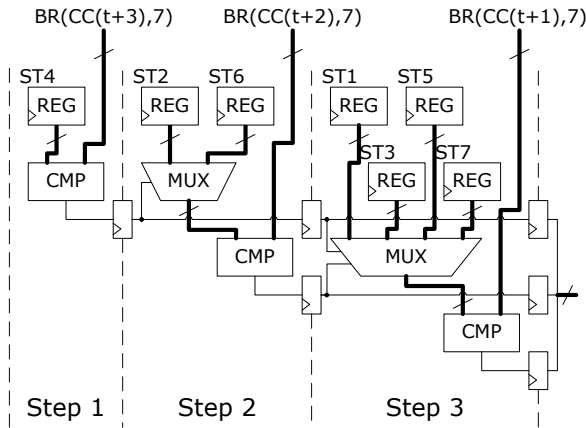 BR(CC(t+3),7) BR(CC(t+2),7) BR(CC(t+1),7)
ST4 ST2 ST6 ST1 ST5
REG REG REG REG REG
ST3 ST7
CMP MUX REG REG
CMP MUX
CMP
Step 1 Step 2 Step 3